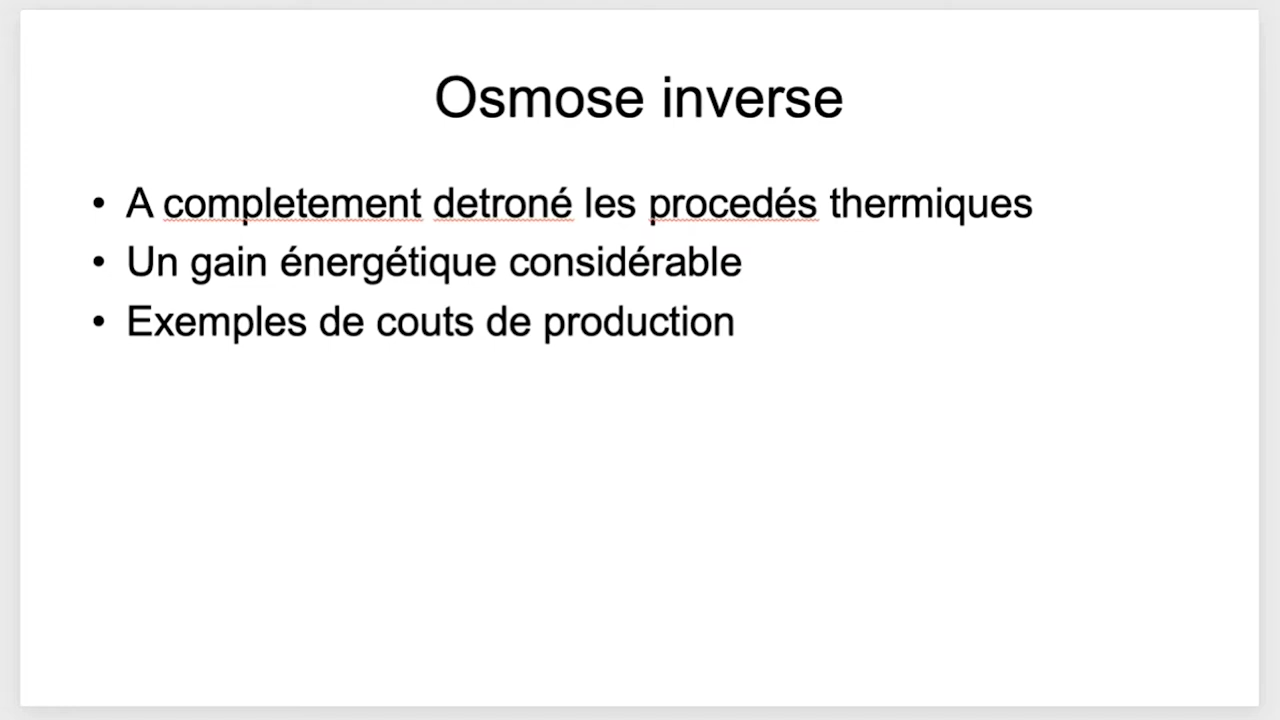 Osmose inverse
• A completement detroné les procedés thermiques
• Un gain énergétique considérable
• Exemples de couts de production